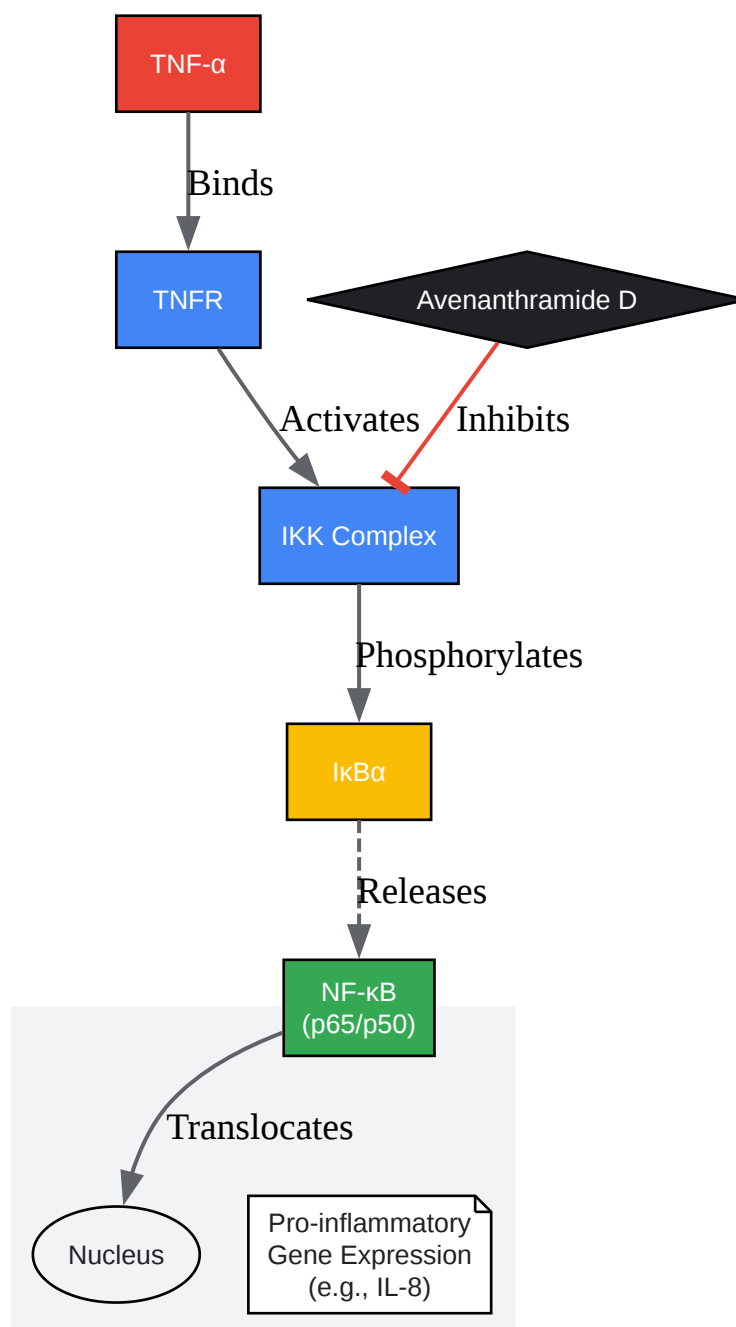 TNF-α
Binds
TNFR
Avenanthramide D
Activates
Inhibits
IKK Complex
Phosphorylates
IκBα
Releases
NF-κB
(p65/p50)
Translocates
Nucleus
Pro-inflammatory
Gene Expression
(e.g., IL-8)